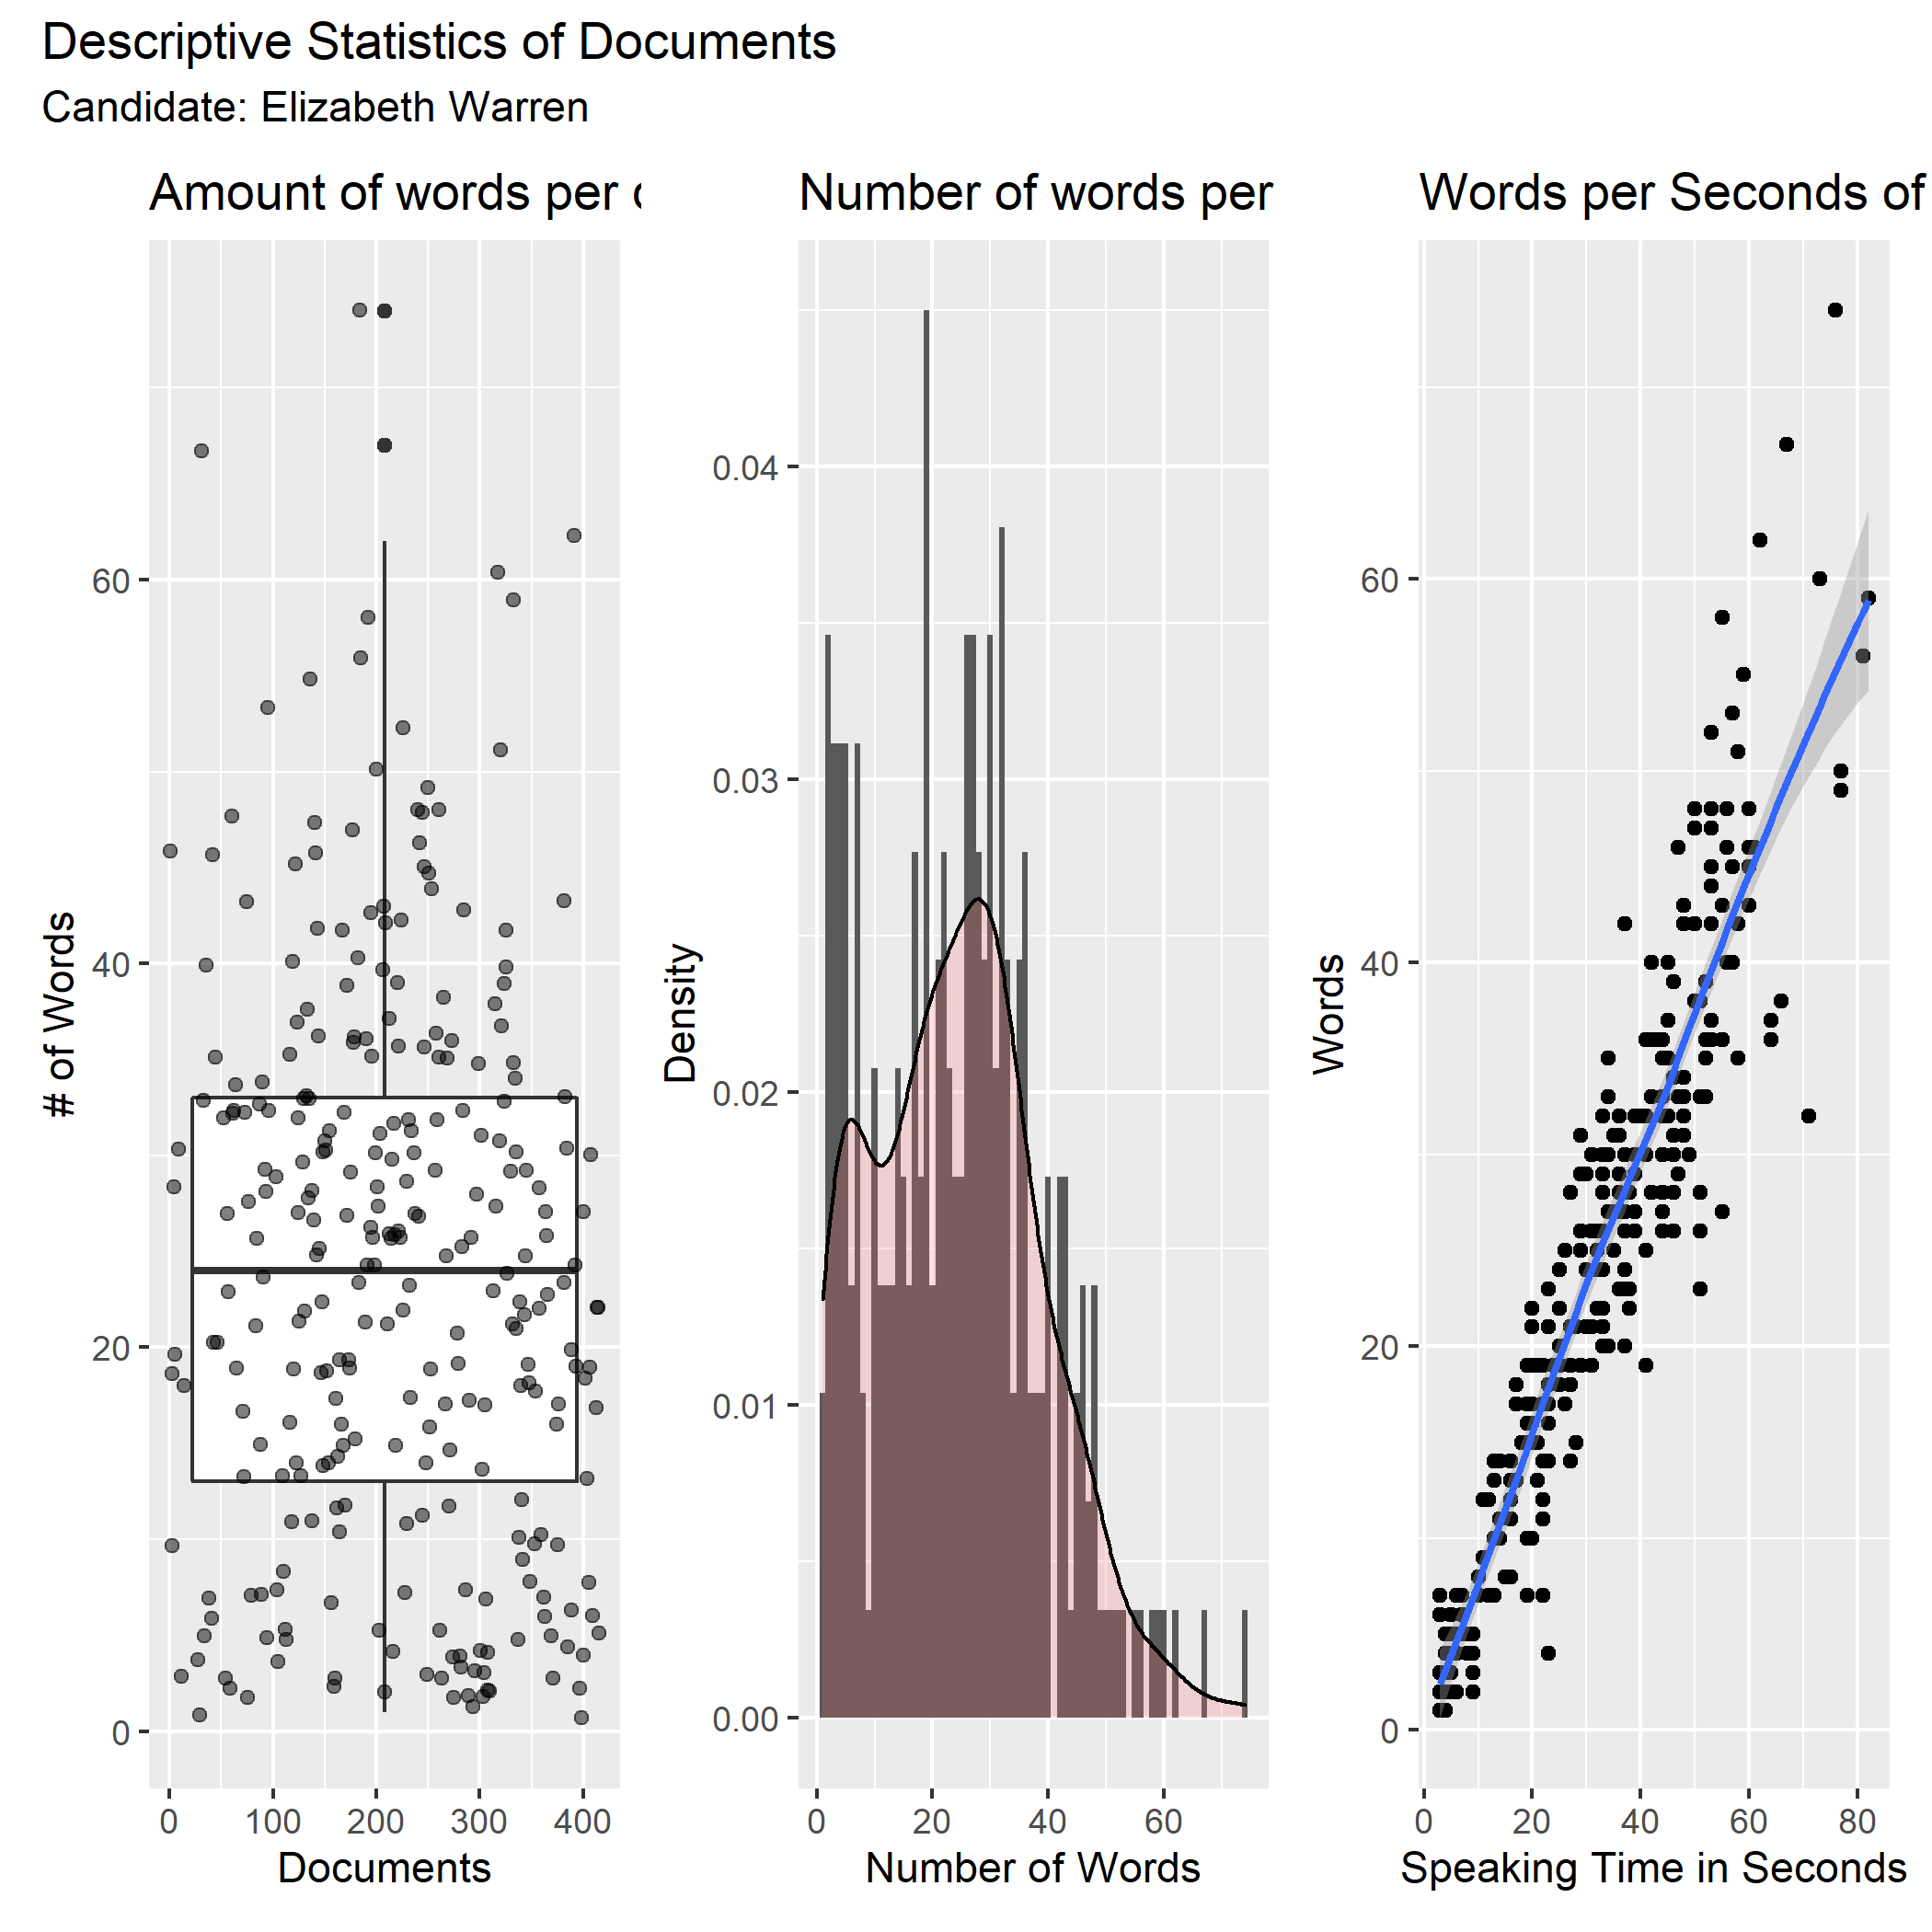 Descriptive Statistics of Documents
Candidate: Elizabeth Warren
Amount of words per
Number of words per
Words per Seconds of
# of Words
60
40
20
0
0 100 200 300 400
Documents
Density
0.04
0.03
0.02
0.01
0.00
0 20 40 60
Number of Words
Words
60
40
20
0
0 20 40 60 80
Speaking Time in Seconds